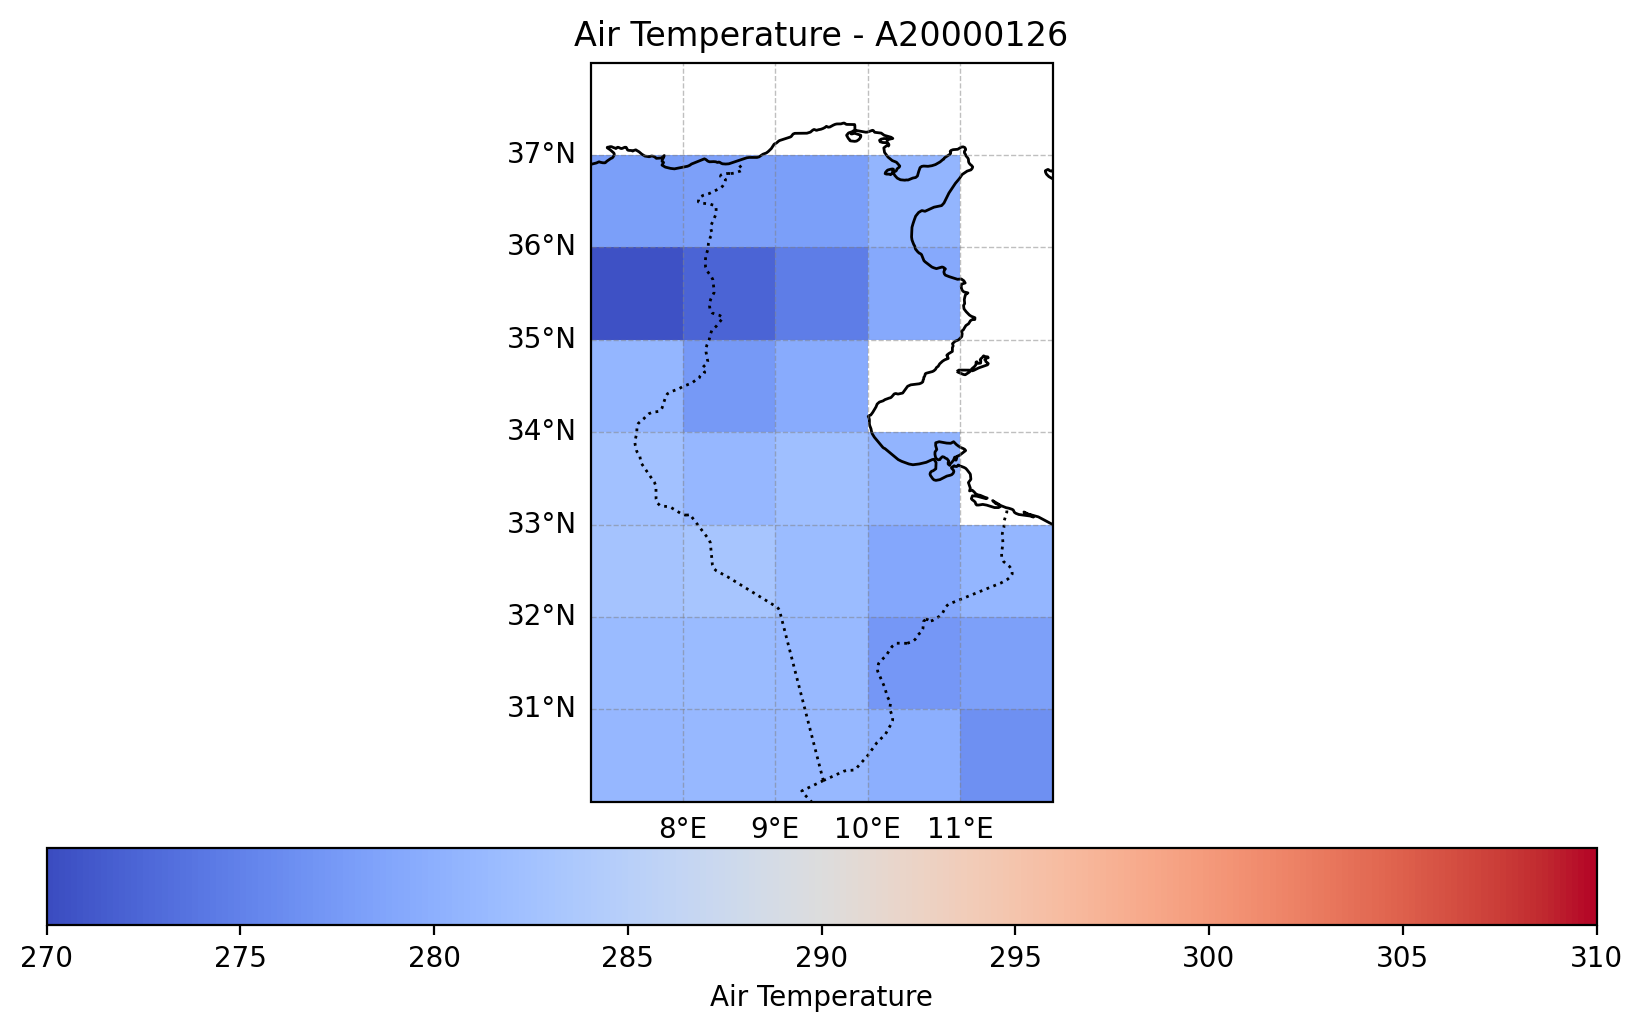 Air Temperature - A20000126
37°N
36°N
35°N
34°N
33°N
32°N
31°N
8°E 9°E 10°E 11°E
270 275 280 285 290 295 300 305 310
Air Temperature